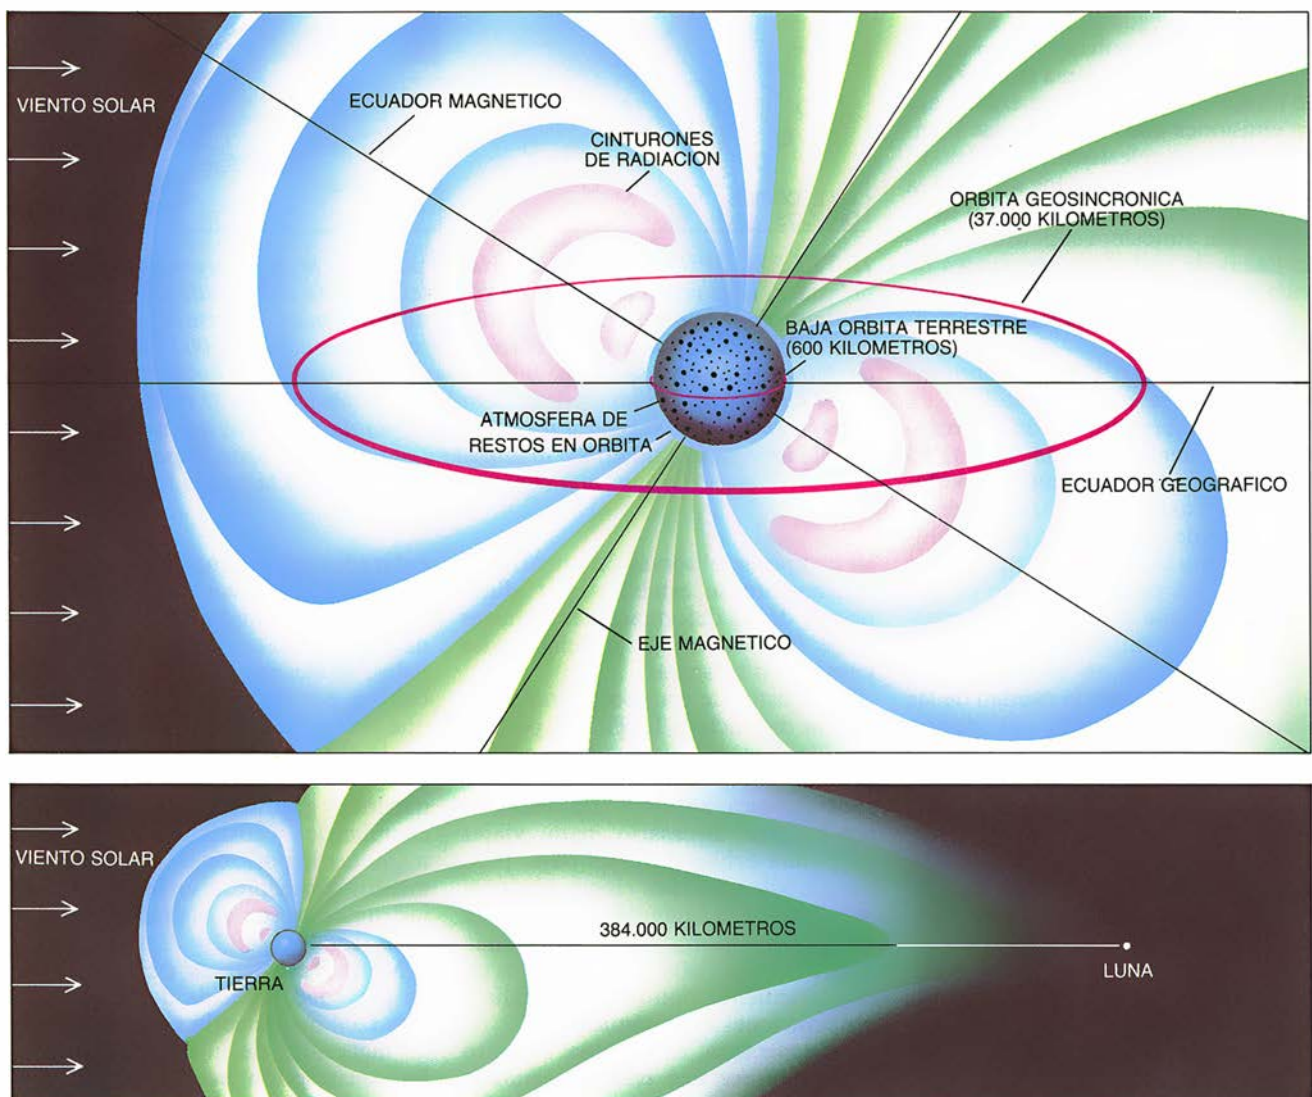 VIENTO SOLAR
ECUADOR MAGNETICO
CINTURONES
DE RADIACION
ORBITA GEOSINCRONICA
(37.000 KILOMETROS)
BAJA ORBITA TERRESTRE
(600 KILOMETROS)
ATMOSFERA DE
RESTOS EN ORBITA
ECUADOR GEOGRAFICO
EJE MAGNETICO
VIENTO SOLAR
384.000 KILOMETROS
TIERRA
LUNA